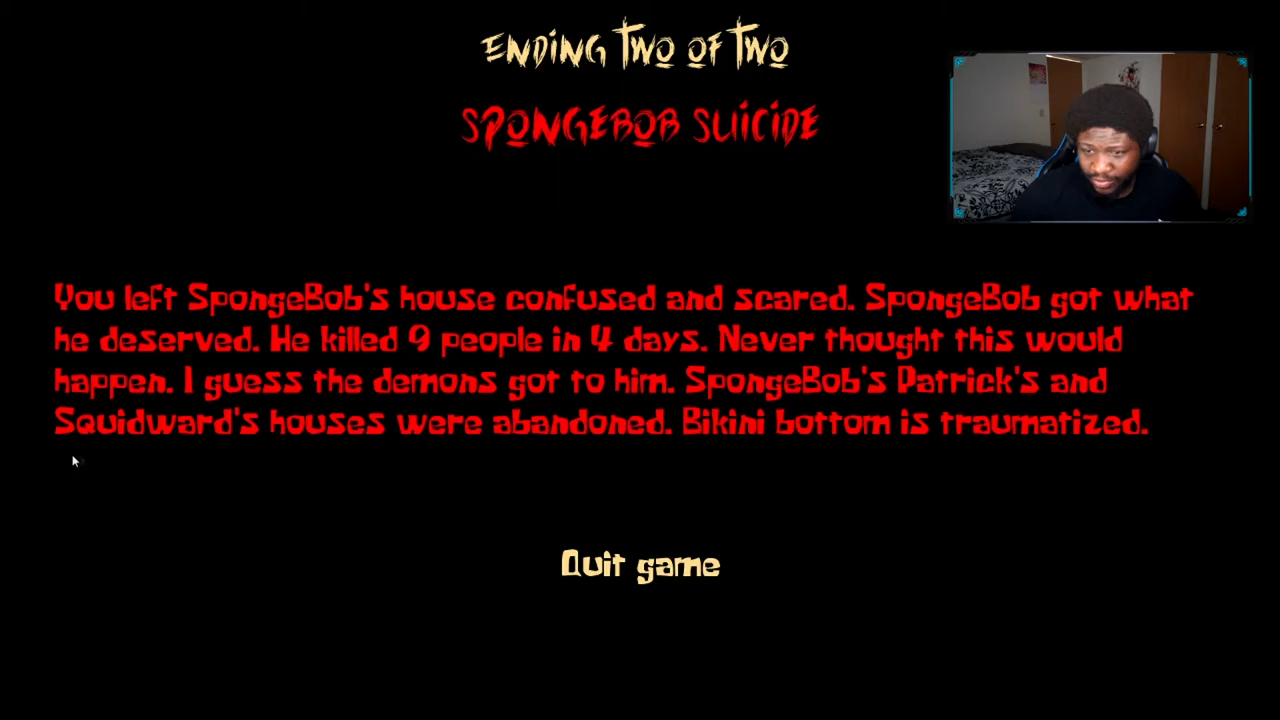 Ending Two of Two
SpongeBob Suicide
You left SpongeBob's house confused and scared. SpongeBob got what
he deserved. He killed 9 people in 4 days. Never thought this would
happen. I guess the demons got to him. SpongeBob's Patrick's and
Squidward's houses were abandoned. Bikini bottom is traumatized.
Quit game